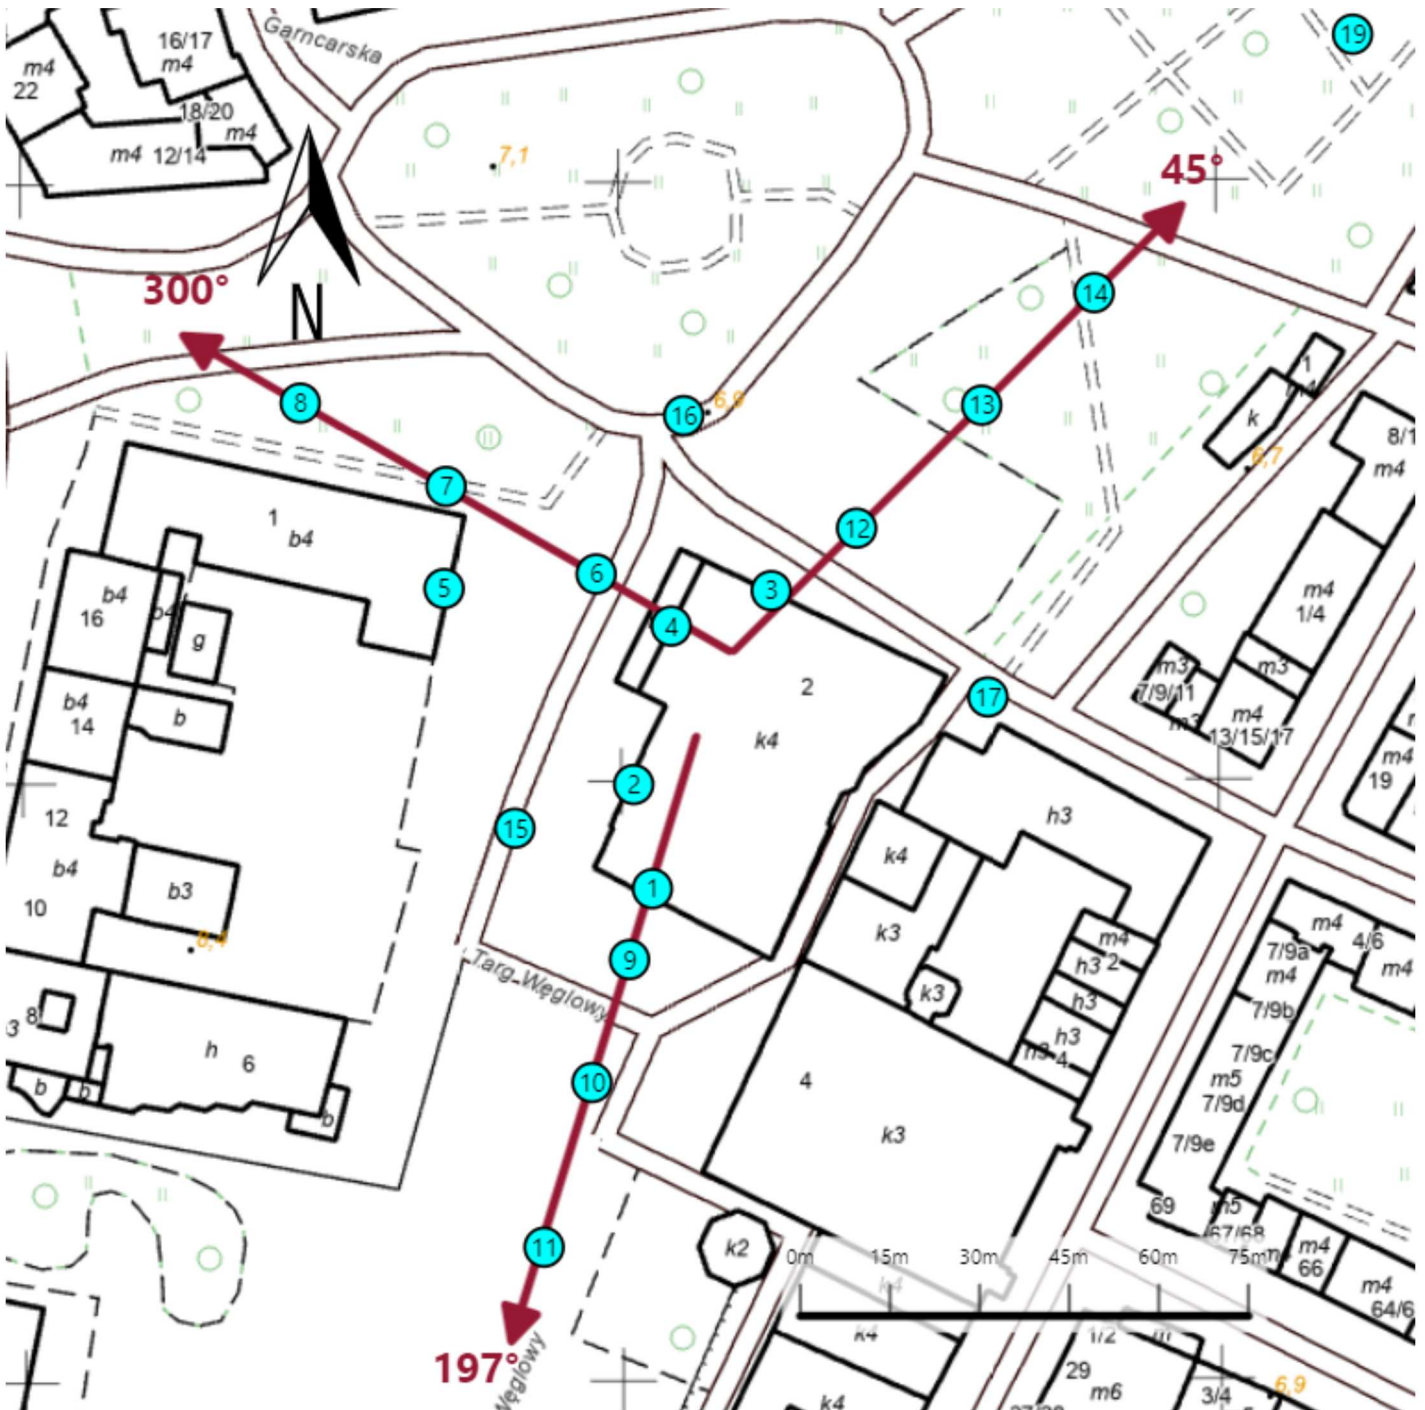 Garncarska
16/17
m4
m4
22
18/20
m4
m4 12/14
7,1
19
45°
300°
N
14
8
16
6,9
13
1
k
6,7
8/1
m4
7
1
b4
12
6
5
3
4
b4
16
b4
g
m4
1/4
m3
m3
7/9/11
m3
2
17
b4
14
b
m4
13/15/17
k4
m4
19
2
15
12
h3
k4
b4
b3
1
10
k3
m4
4/6
7/9a
m4
m4
8,4
9
Targ Węglowy
m4
h3 2
k3
h3
7/9b
8
3
h3
h3 4
7/9c
h 6
10
4
m5
7/9d
b
b
b
k3
7/9e
69
m5
67/68
11
k2
0m 15m 30m 45m 60m 75m
m4
66
k4
m4
64/6
k4
1/2
m
197°
Węglowy
29
m6
3/4
6,9
k4